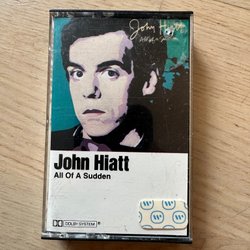 John Hiatt
All Of A Sudden
John Hiatt
All Of A Sudden
DOLBY SYSTEM